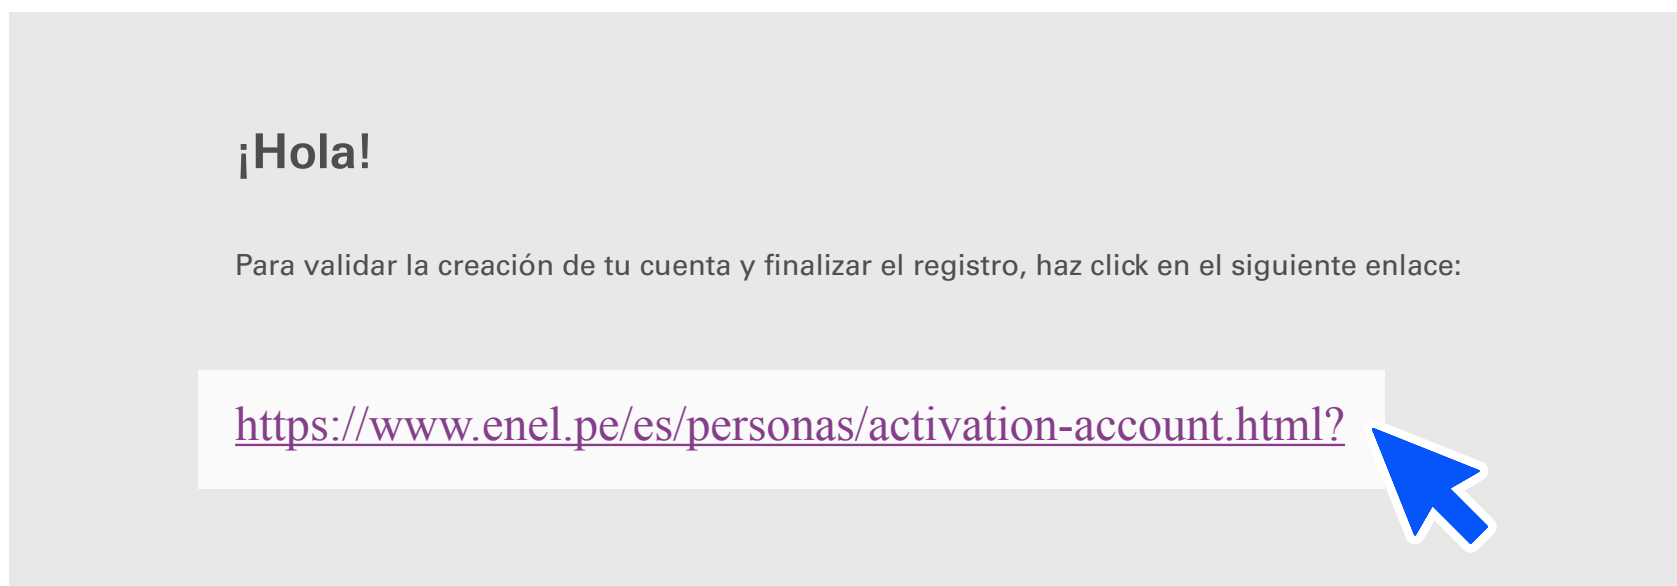 ¡Hola!
Para validar la creación de tu cuenta y finalizar el registro, haz click en el siguiente enlace:
https://www.enel.pe/es/personas/activation-account.html?